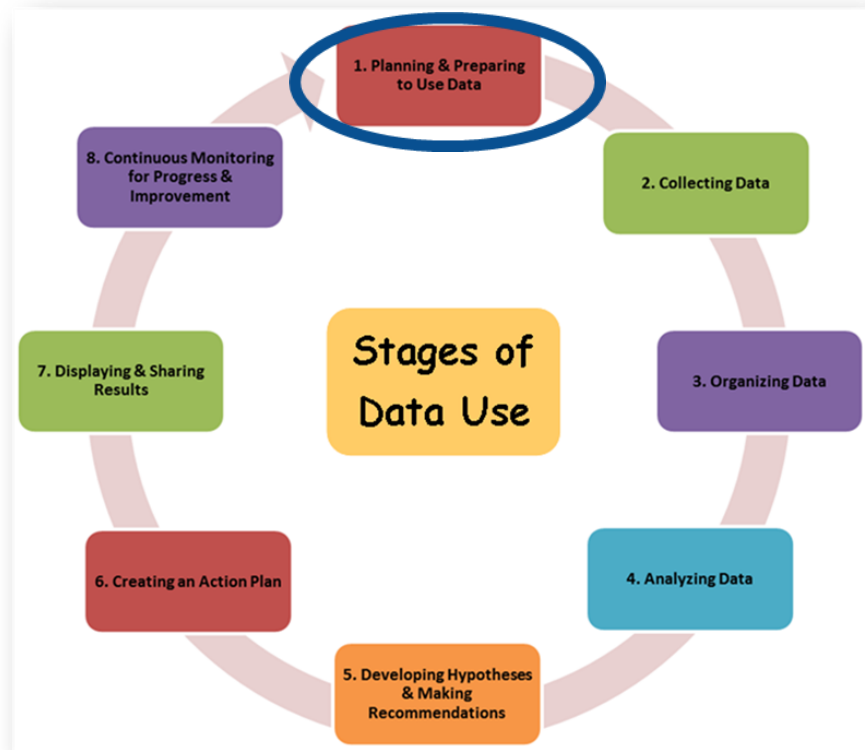 1. Planning & Preparing
to Use Data
2. Collecting Data
3. Organizing Data
4. Analyzing Data
5. Developing Hypotheses
& Making
Recommendations
6. Creating an Action Plan
7. Displaying & Sharing
Results
8. Continuous Monitoring
for Progress &
Improvement
Stages of
Data Use